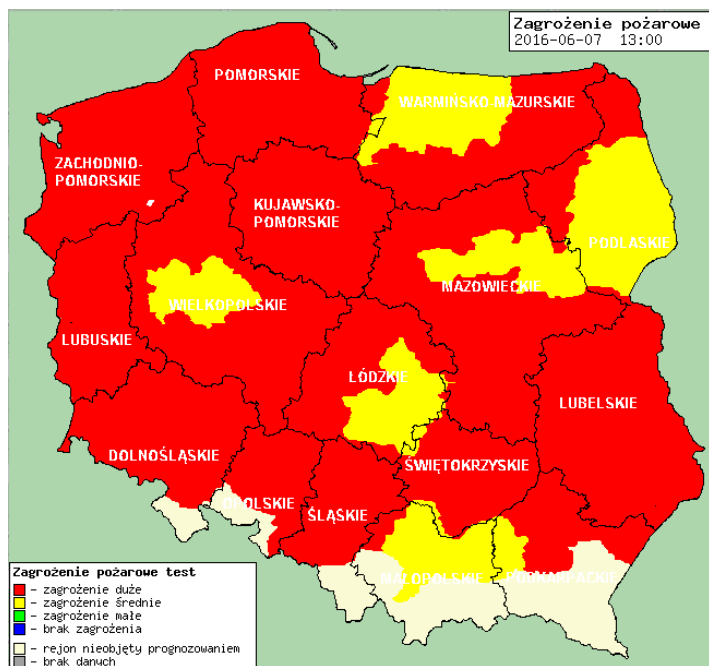 Zagrożenie pożarowe
2016-06-07 13:00
POMORSKIE
WARMIŃSKO-MAZURSKIE
ZACHODNIO-
POMORSKIE
KUJAWSKO-
POMORSKIE
PODLASKIE
MAZOWIECKIE
WIELKOPOLSKIE
LUBUSKIE
ŁÓDZKIE
LUBELSKIE
DOLNOŚLĄSKIE
ŚWIĘTOKRZYSKIE
OPOLSKIE
ŚLĄSKIE
MAŁOPOLSKIE
PODKARPACKIE
Zagrożenie pożarowe test
– zagrożenie duże
– zagrożenie średnie
– zagrożenie małe
– brak zagrożenia
– rejon nieobjęty prognozowaniem
– brak danych